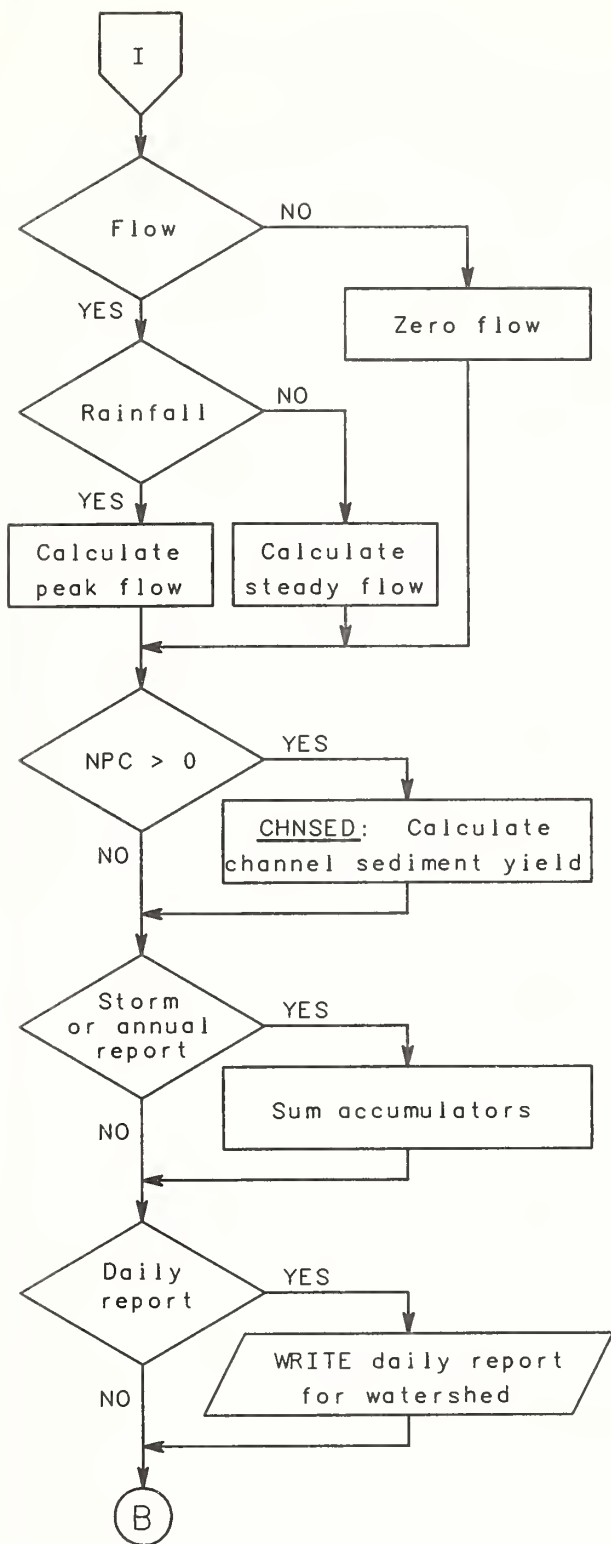 I
Flow
NO
YES
Zero flow
Rainfall
NO
YES
Calculate
peak flow
Calculate
steady flow
NPC > 0
YES
NO
CHNSED: Calculate
channel sediment yield
Storm
or annual
report
YES
NO
Sum accumulators
Daily
report
YES
NO
WRITE daily report
for watershed
B